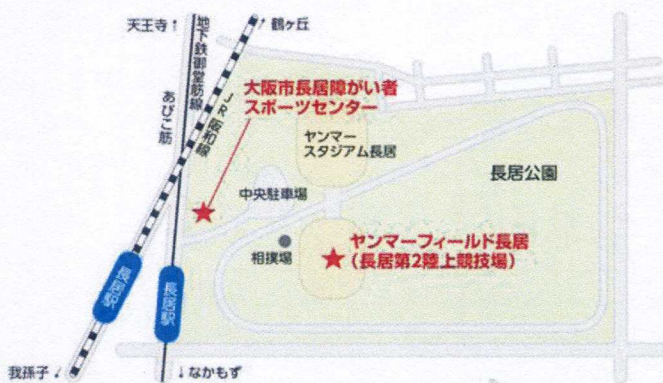 天王寺↑
地下鉄御堂筋線
↑鶴ヶ丘
あびこ筋
JR阪和線
大阪市長居障がい者
スポーツセンター
ヤンマー
スタジアム長居
長居公園
中央駐車場
相撲場
ヤンマーフィールド長居
(長居第2陸上競技場)
長居駅
長居駅
我孫子↓
↓なかもず